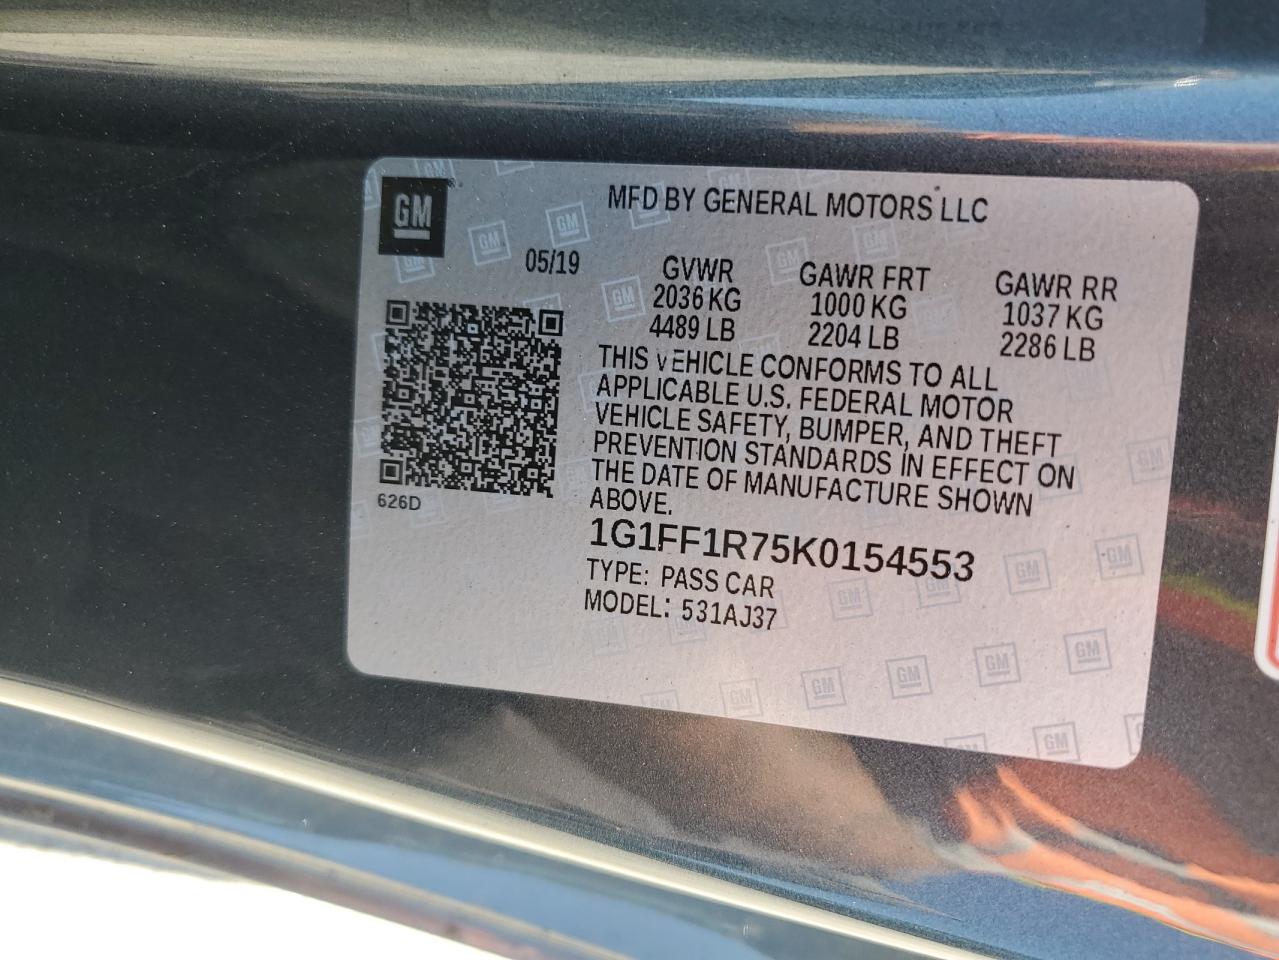 GM
MFD BY GENERAL MOTORS LLC
05/19
GVWR GAWR FRT GAWR RR
2036 KG 1000 KG 1037 KG
4489 LB 2204 LB 2286 LB
THIS VEHICLE CONFORMS TO ALL
APPLICABLE U.S. FEDERAL MOTOR
VEHICLE SAFETY, BUMPER, AND THEFT
PREVENTION STANDARDS IN EFFECT ON
THE DATE OF MANUFACTURE SHOWN
ABOVE.
626D
1G1FF1R75K0154553
TYPE: PASS CAR
MODEL: 531AJ37